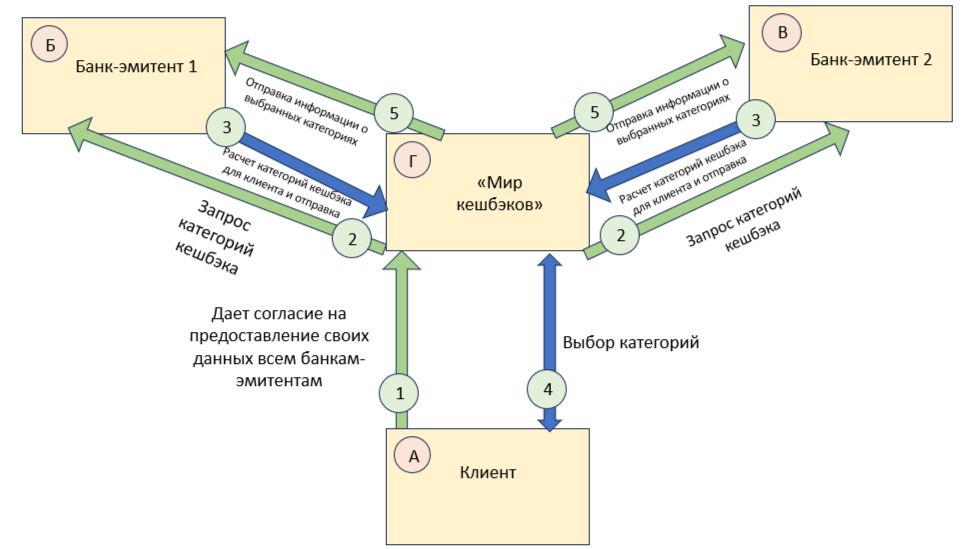 Б
Банк-эмитент 1
В
Банк-эмитент 2
5
Отправка информации о
выбранных категориях
5
Отправка информации о
выбранных категориях
3
Расчет категорий кешбэка
для клиента и отправка
3
Расчет категорий кешбэка
для клиента и отправка
Г
«Мир
кешбэков»
2
Запрос
категорий
кешбэка
2
Запрос категорий
кешбэка
Дает согласие на
предоставление своих
данных всем банкам-
эмитентам
1
Выбор категорий
4
А
Клиент